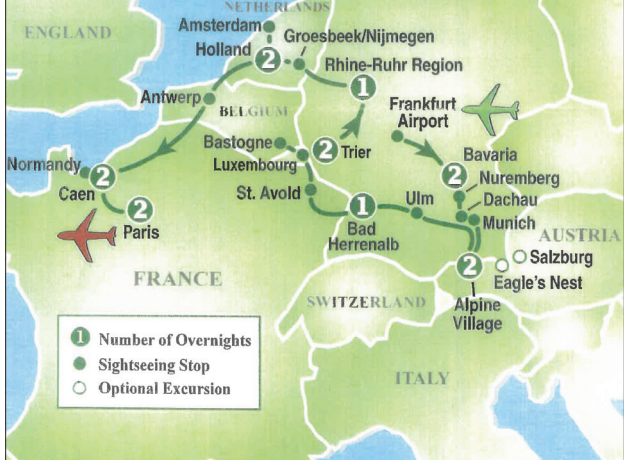 NETHERLANDS
ENGLAND
Amsterdam
Holland
2
Groesbeek/Nijmegen
Rhine-Ruhr Region
1
Antwerp
BELGIUM
Frankfurt
Airport
Bastogne
Luxembourg
2
Trier
Bavaria
2
Nuremberg
Dachau
Munich
Normandy
Caen
2
2
Paris
St. Avold
1
Bad
Herrenalb
Ulm
AUSTRIA
Salzburg
Eagle's Nest
2
Alpine
Village
FRANCE
SWITZERLAND
ITALY
1 Number of Overnights
Sightseeing Stop
Optional Excursion